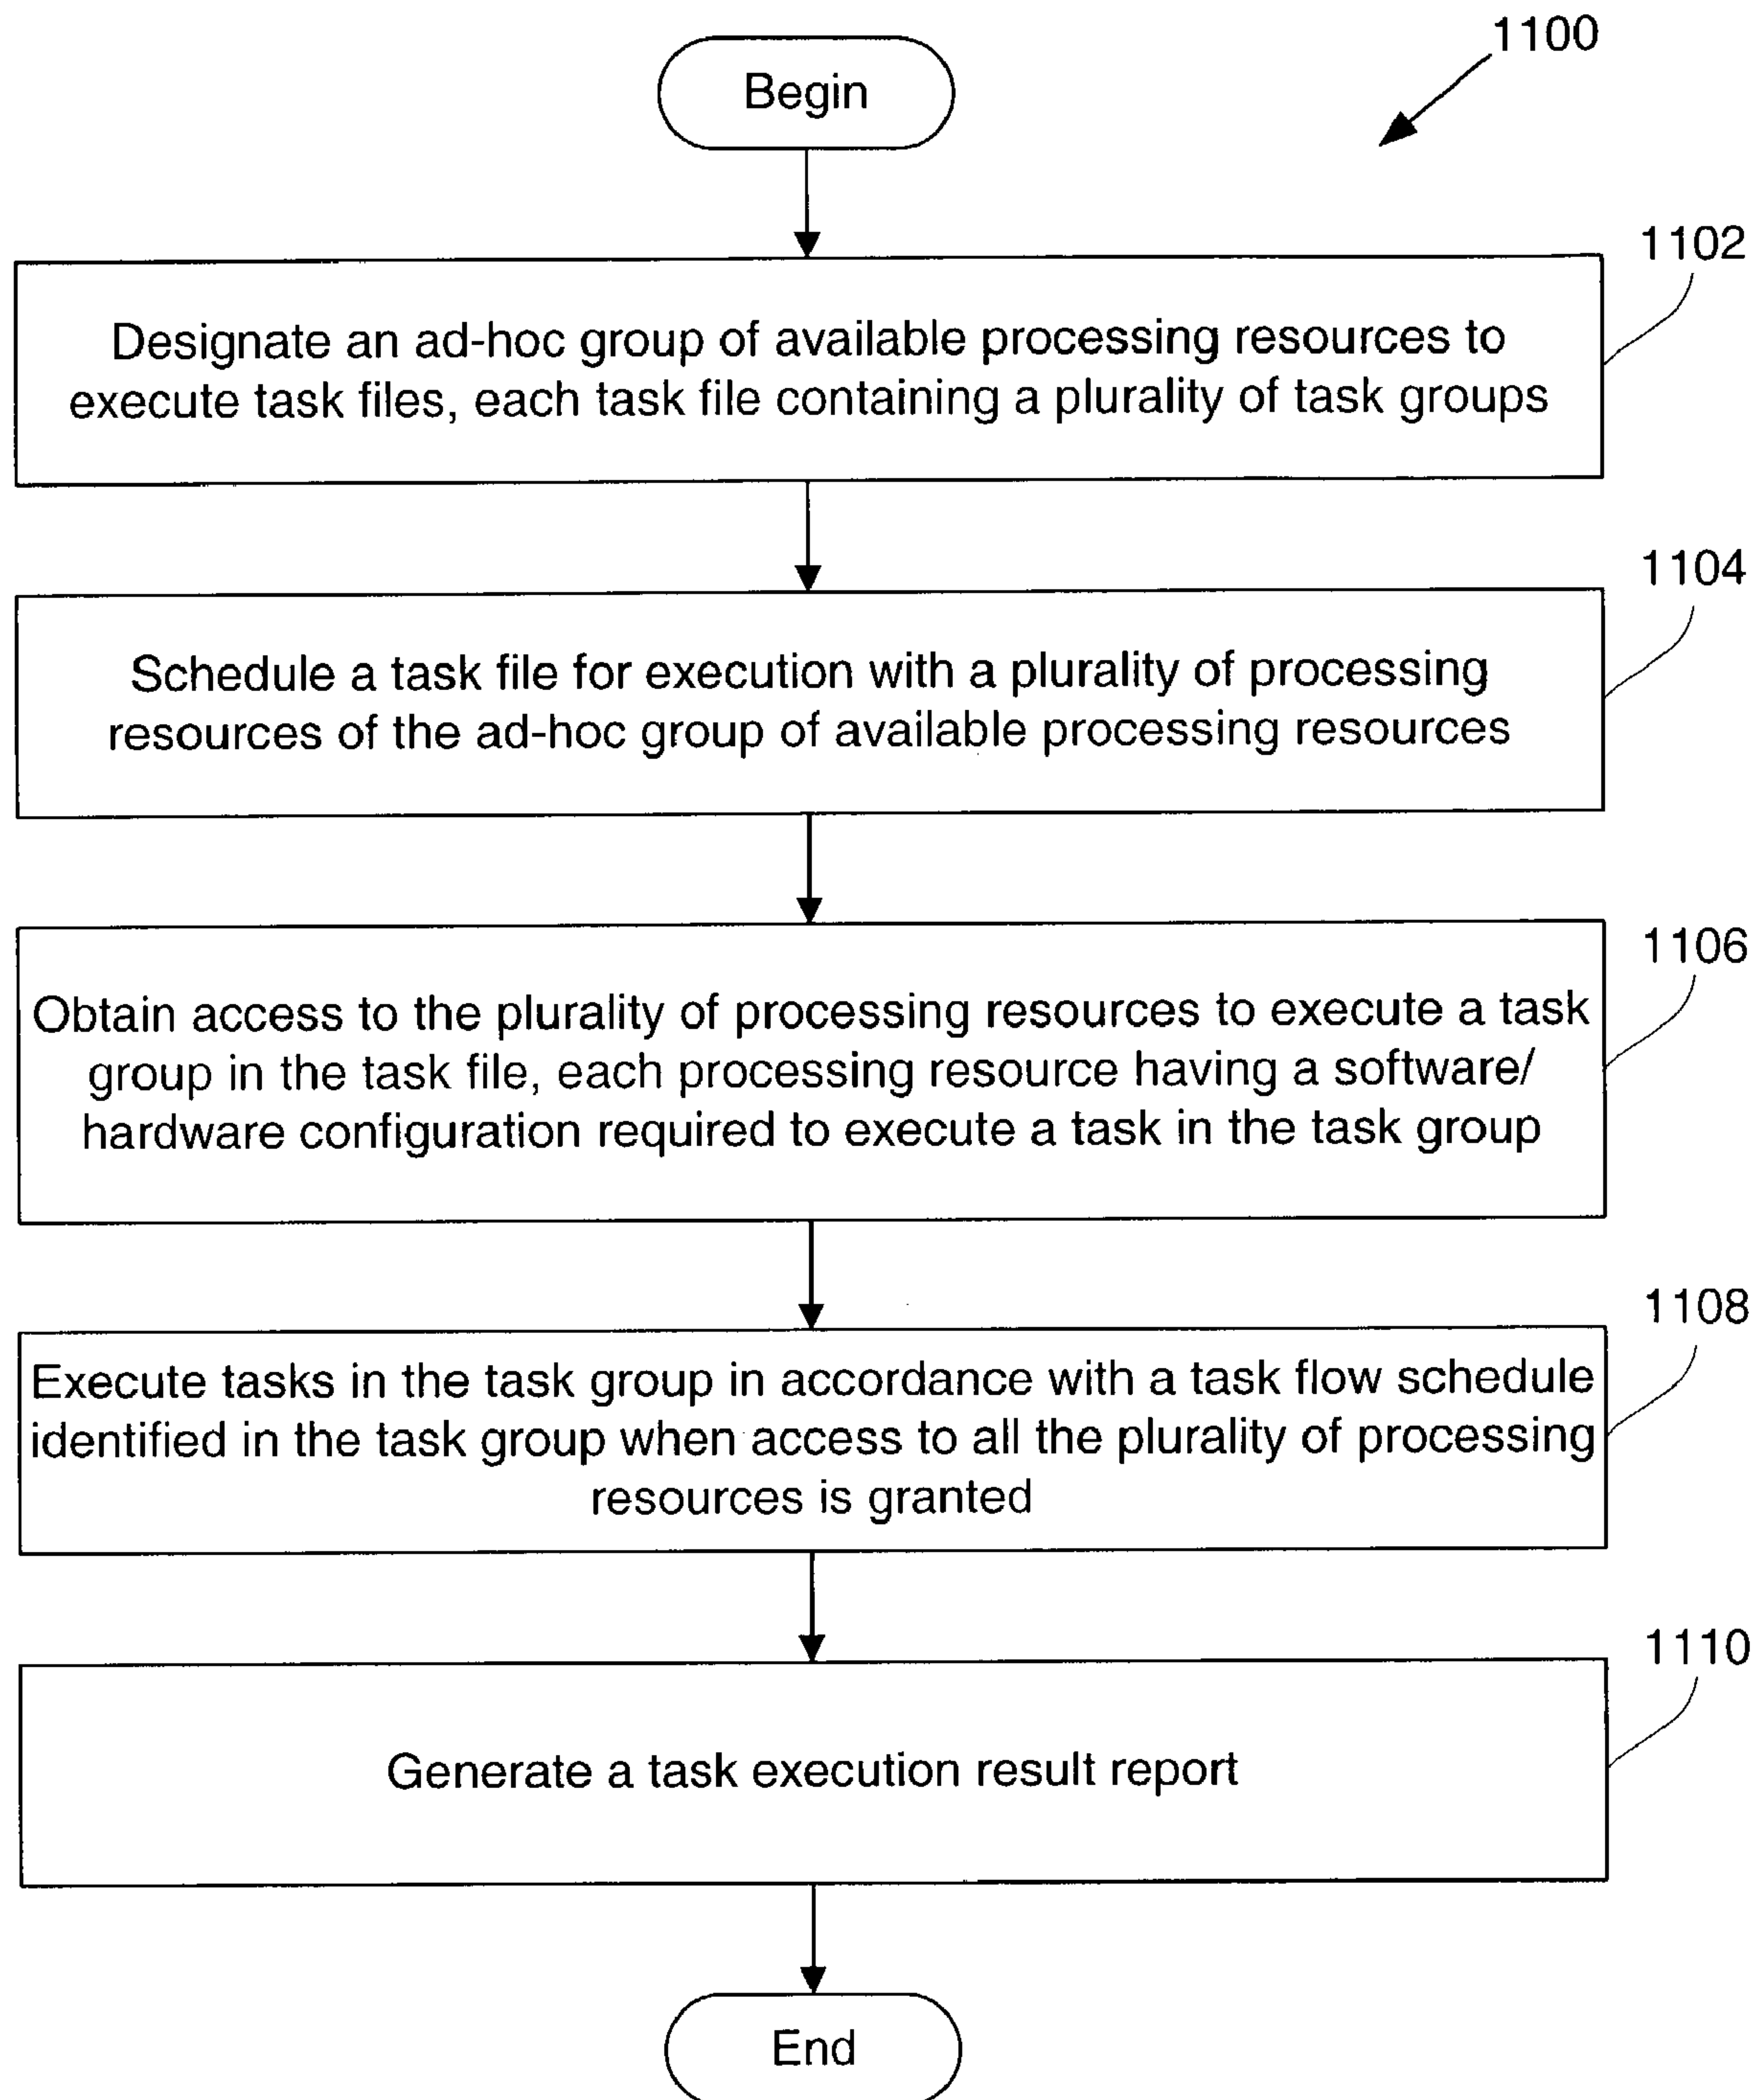 1100
Begin
1102
Designate an ad-hoc group of available processing resources to
execute task files, each task file containing a plurality of task groups
1104
Schedule a task file for execution with a plurality of processing
resources of the ad-hoc group of available processing resources
1106
Obtain access to the plurality of processing resources to execute a task
group in the task file, each processing resource having a software/
hardware configuration required to execute a task in the task group
1108
Execute tasks in the task group in accordance with a task flow schedule
identified in the task group when access to all the plurality of processing
resources is granted
1110
Generate a task execution result report
End